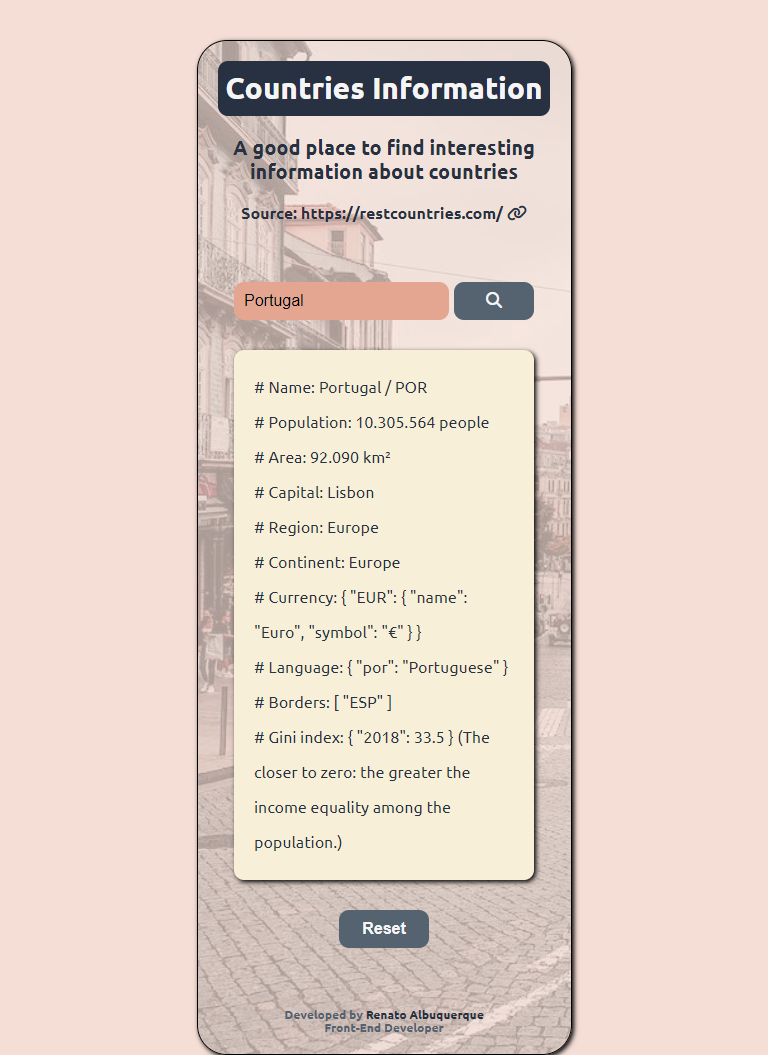 Countries Information
A good place to find interesting
information about countries
Source: https://restcountries.com/
Portugal
# Name: Portugal / POR
# Population: 10.305.564 people
# Area: 92.090 km²
# Capital: Lisbon
# Region: Europe
# Continent: Europe
# Currency: { "EUR": { "name":
"Euro", "symbol": "€" } }
# Language: { "por": "Portuguese" }
# Borders: [ "ESP" ]
# Gini index: { "2018": 33.5 } (The
closer to zero: the greater the
income equality among the
population.)
Reset
Developed by Renato Albuquerque
Front-End Developer